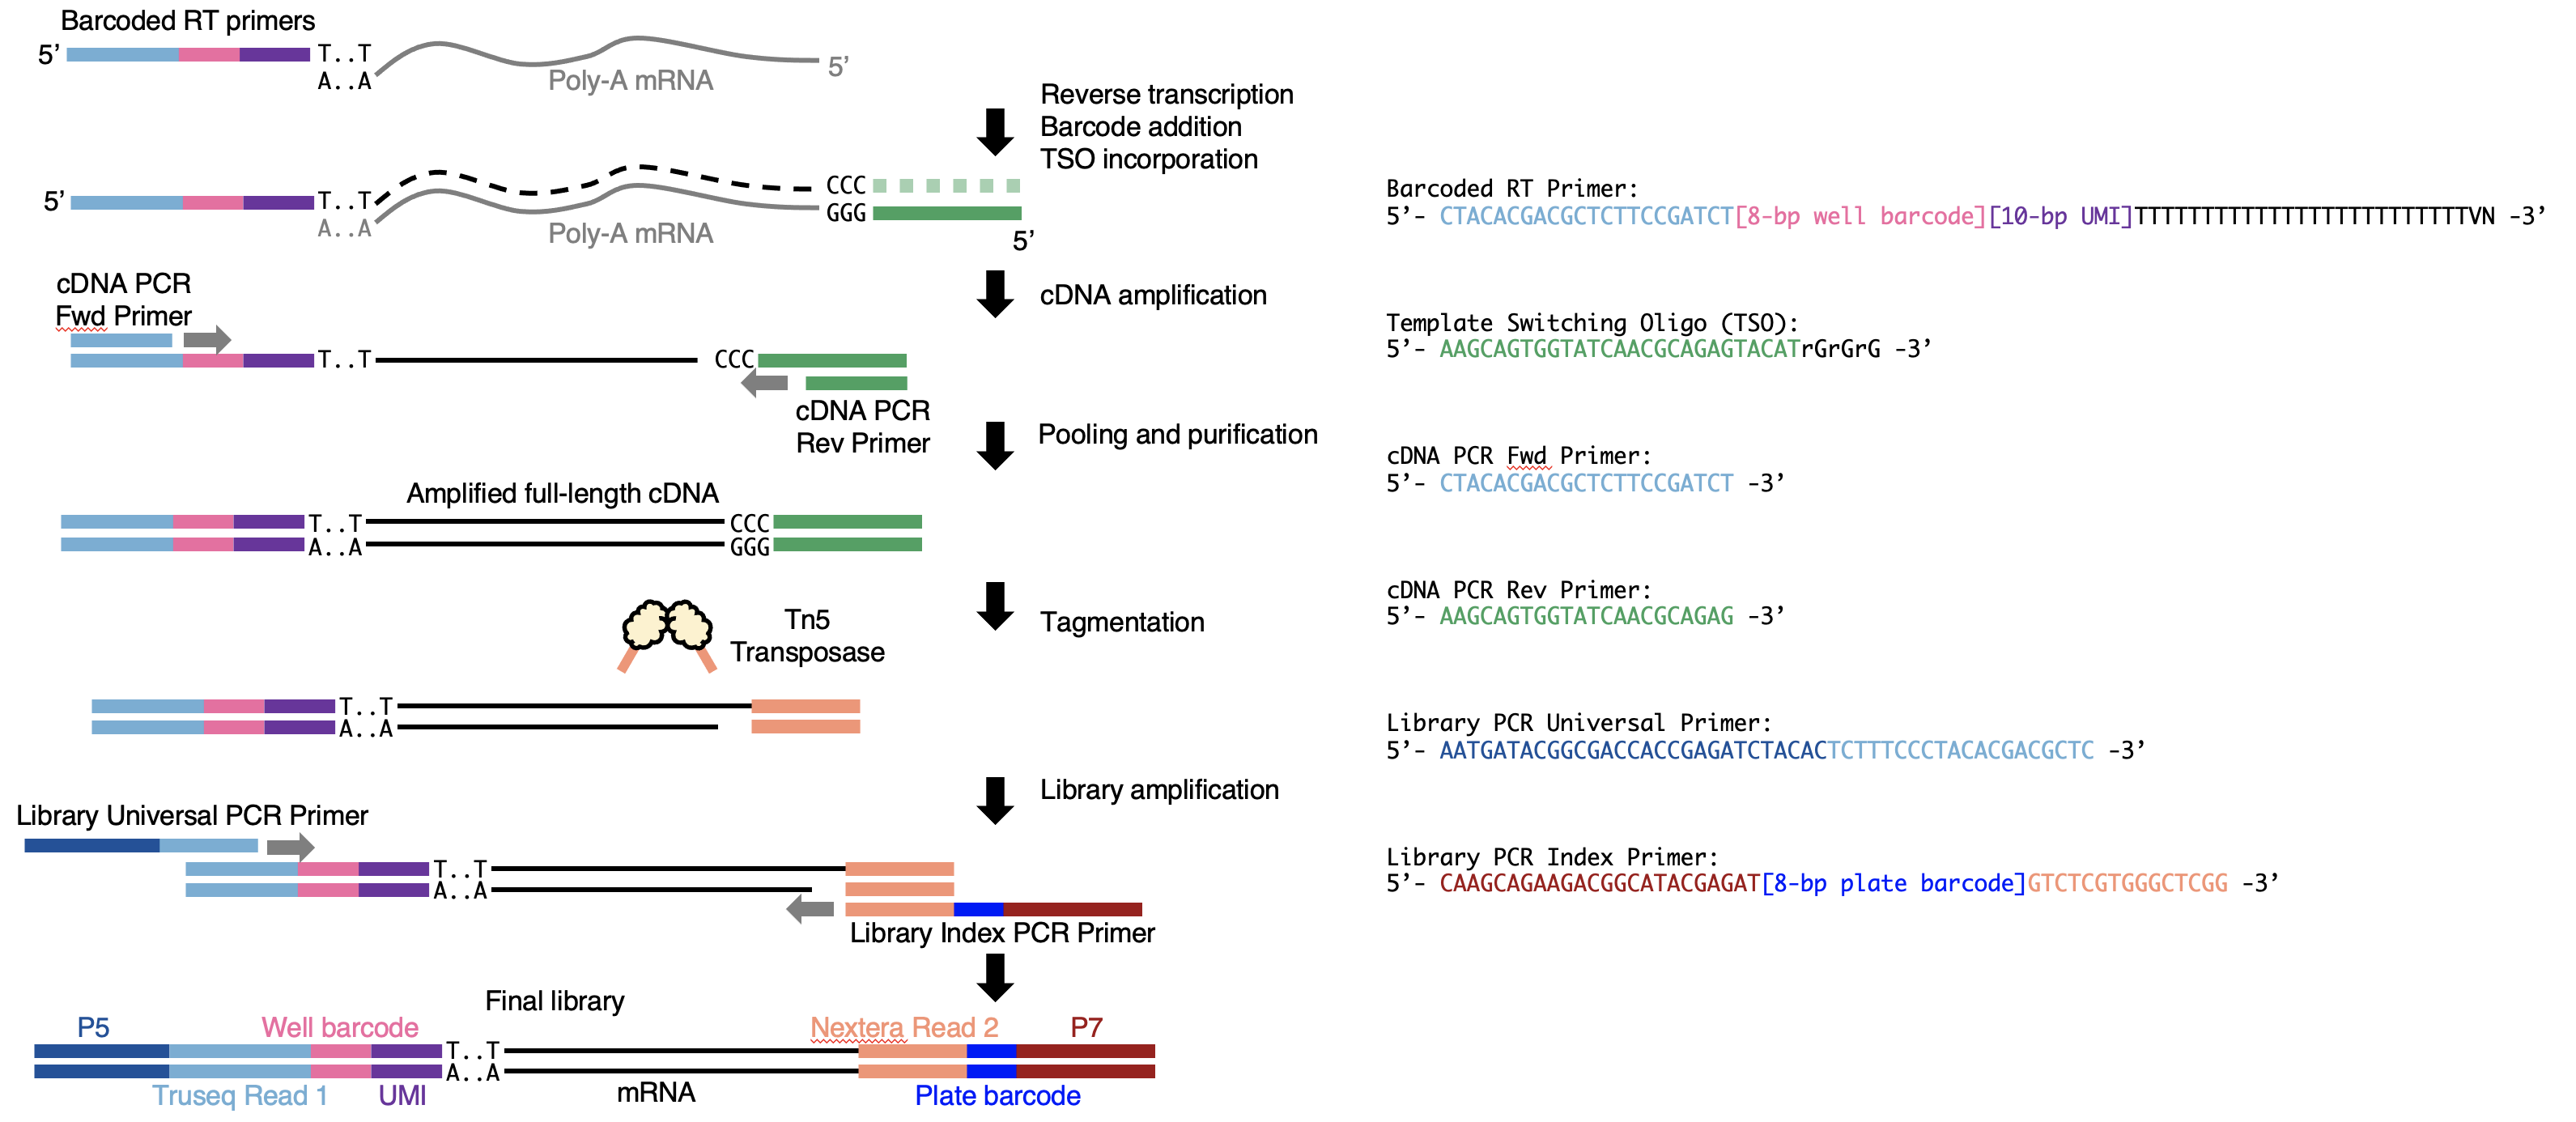 Barcoded RT primers
5’
T..T
A..A
Poly-A mRNA
5’
Reverse transcription
Barcode addition
TSO incorporation
5’
T..T
A..A
Poly-A mRNA
CCC
GGG
5’
cDNA PCR
Fwd Primer
cDNA amplification
T..T
CCC
cDNA PCR
Rev Primer
Pooling and purification
Amplified full-length cDNA
T..T
CCC
A..A
GGG
Tn5
Transposase
Tagmentation
T..T
A..A
Library amplification
Library Universal PCR Primer
T..T
A..A
Library Index PCR Primer
Final library
P5
Well barcode
Nextera Read 2
P7
T..T
A..A
Truseq Read 1
UMI
mRNA
Plate barcode
Barcoded RT Primer:
5’- CTACACGACGCTCTTCCGATCT[8-bp well barcode][10-bp UMI]TTTTTTTTTTTTTTTTTTTTTTTTTVN -3’
Template Switching Oligo (TSO):
5’- AAGCAGTGGTATCAACGCAGAGTACATrGrGrG -3’
cDNA PCR Fwd Primer:
5’- CTACACGACGCTCTTCCGATCT -3’
cDNA PCR Rev Primer:
5’- AAGCAGTGGTATCAACGCAGAG -3’
Library PCR Universal Primer:
5’- AATGATACGGCGACCACCGAGATCTACACTCTTTCCCTACACGACGCTC -3’
Library PCR Index Primer:
5’- CAAGCAGAAGACGGCATACGAGAT[8-bp plate barcode]GTCTCGTGGGCTCGG -3’